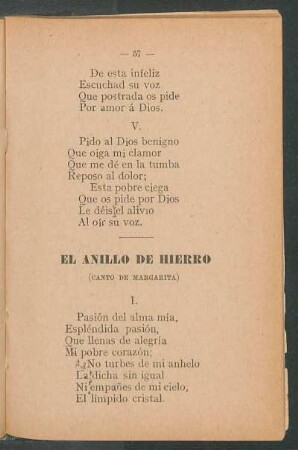 — 57 —
De esta infeliz
Escuchad su voz
Que postrada os pide
Por amor á Dios.
V.
Pido al Dios benigno
Que oiga mi clamor
Que me dé en la tumba
Reposo al dolor;
Esta pobre ciega
Que os pide por Dios
Le déis el alivio
Al oir su voz.
EL ANILLO DE HIERRO
(CANTO DE MARGARITA)
I.
Pasión del alma mía,
Espléndida pasión,
Que llenas de alegría
Mi pobre corazón;
No turbes de mi anhelo
La dicha sin igual
Ni empañes de mi cielo,
El límpido cristal.